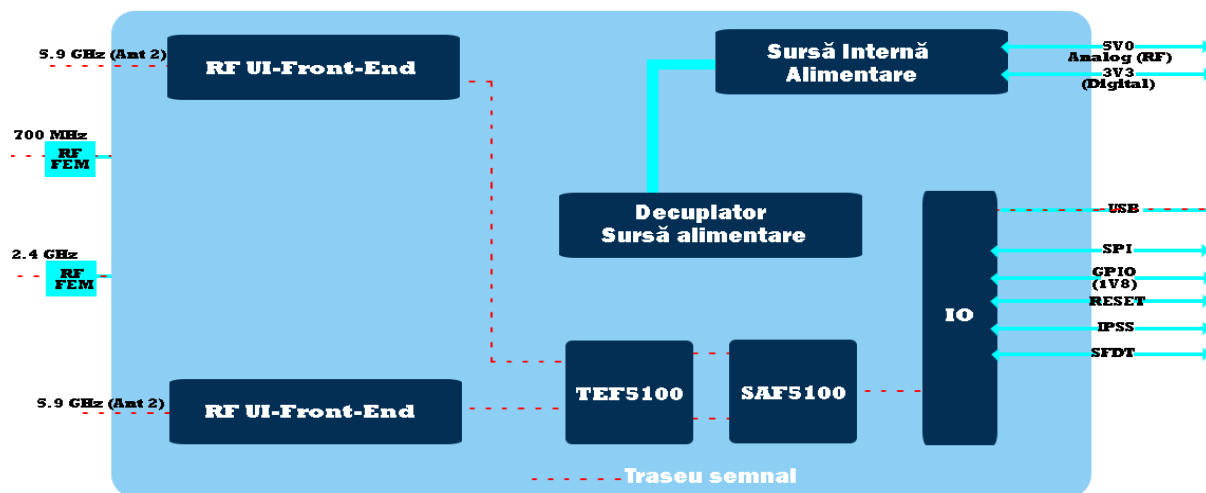 5.9 GHz (Ant 2)
RF UI-Front-End
Sursă Internă
Alimentare
5V0
Analog (RF)
3V3
(Digital)
700 MHz
RF
FEM
Decuplator
Sursă alimentare
USB
2.4 GHz
RF
FEM
SPI
GPIO
(1V8)
RESET
IO
IPSS
SFDT
TEF5100
SAF5100
5.9 GHz (Ant 2)
RF UI-Front-End
Traseu semnal